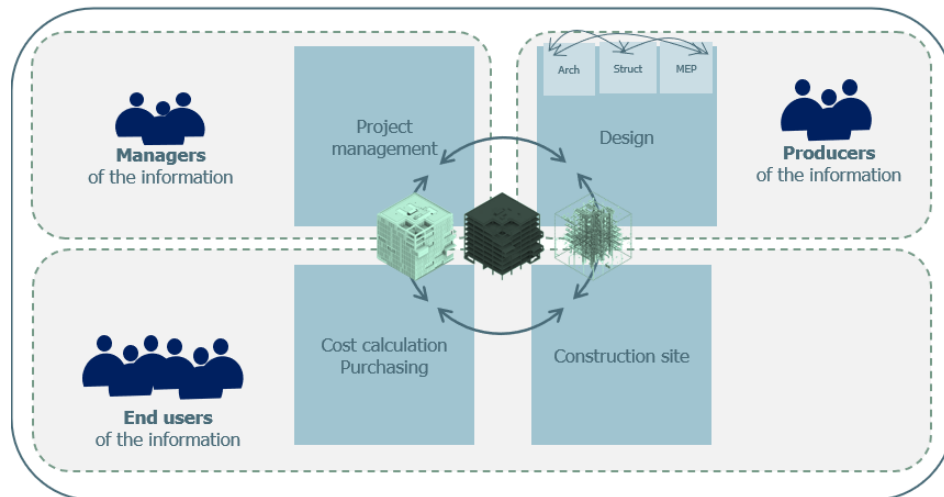 Arch
Struct
MEP
Managers
of the information
Project
management
Design
Producers
of the information
End users
of the information
Cost calculation
Purchasing
Construction site